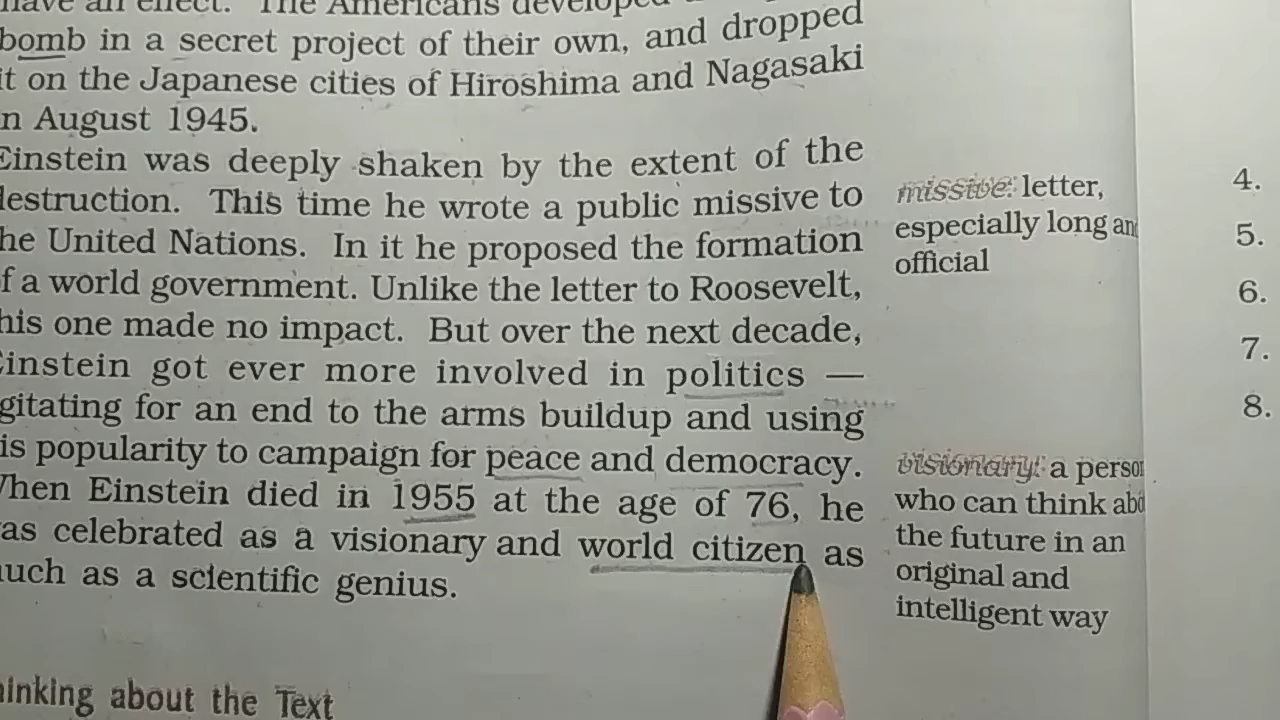 have an effect. The Americans developed
bomb in a secret project of their own, and dropped
it on the Japanese cities of Hiroshima and Nagasaki
n August 1945.
Einstein was deeply shaken by the extent of the
destruction. This time he wrote a public missive to
he United Nations. In it he proposed the formation
f a world government. Unlike the letter to Roosevelt,
his one made no impact. But over the next decade,
Einstein got ever more involved in politics —
gitating for an end to the arms buildup and using
is popularity to campaign for peace and democracy.
When Einstein died in 1955 at the age of 76, he
as celebrated as a visionary and world citizen as
uch as a scientific genius.
hinking about the Text
missive: letter,
especially long and
official
visionary: a person
who can think abo
the future in an
original and
intelligent way
4.
5.
6.
7.
8.